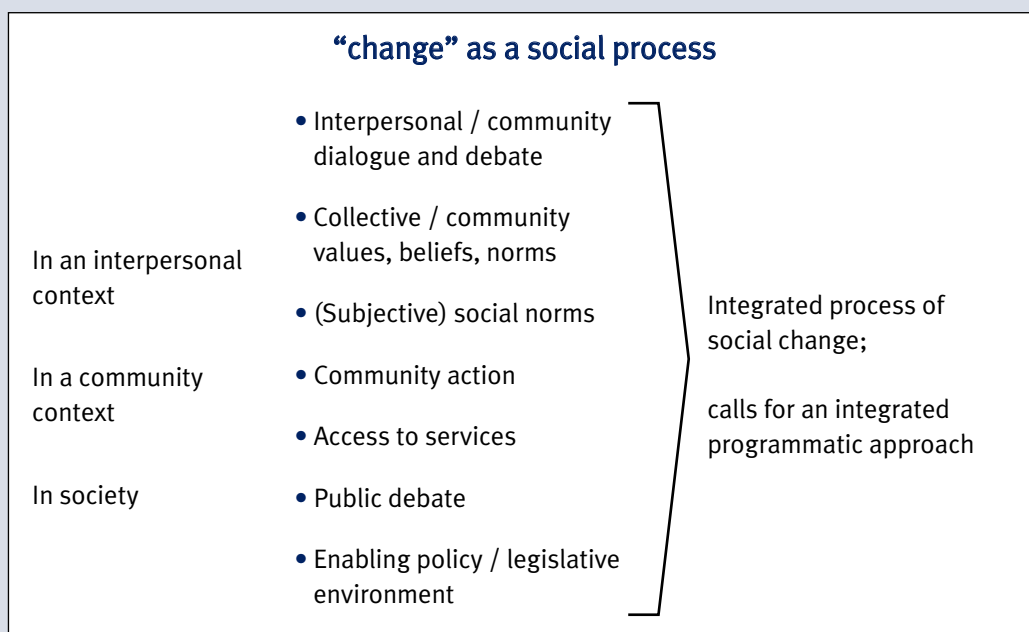 “change” as a social process
In an interpersonal
context
In a community
context
In society
• Interpersonal / community
dialogue and debate
• Collective / community
values, beliefs, norms
• (Subjective) social norms
• Community action
• Access to services
• Public debate
• Enabling policy / legislative
environment
Integrated process of
social change;
calls for an integrated
programmatic approach